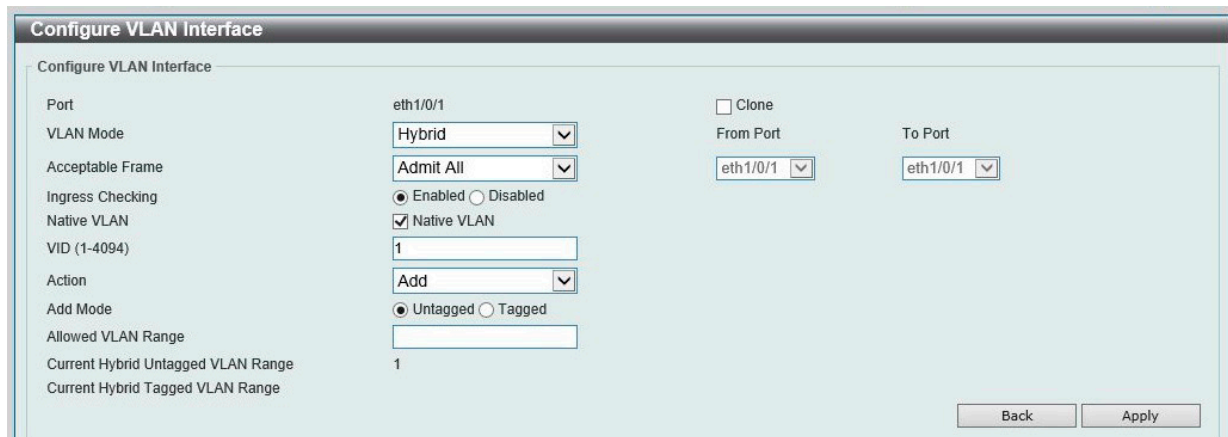 Configure VLAN Interface
Configure VLAN Interface
Port eth1/0/1 Clone
VLAN Mode Hybrid From Port To Port
Acceptable Frame Admit All eth1/0/1 eth1/0/1
Ingress Checking Enabled Disabled
Native VLAN Native VLAN
VID (1-4094) 1
Action Add
Add Mode Untagged Tagged
Allowed VLAN Range
Current Hybrid Untagged VLAN Range 1
Current Hybrid Tagged VLAN Range
Back Apply